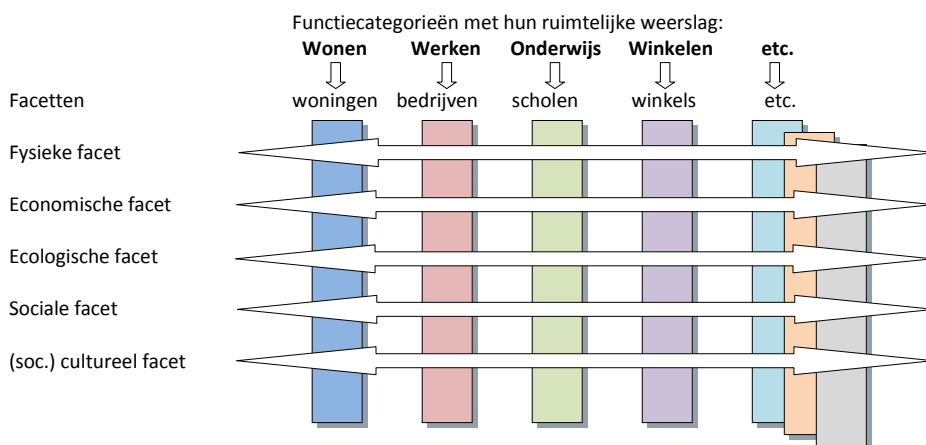 Functiecategorieën met hun ruimtelijke weerslag:
Wonen Werken Onderwijs Winkelen etc.
Facetten woningen bedrijven scholen winkels etc.
Fysieke facet
Economische facet
Ecologische facet
Sociale facet
(soc.) cultureel facet